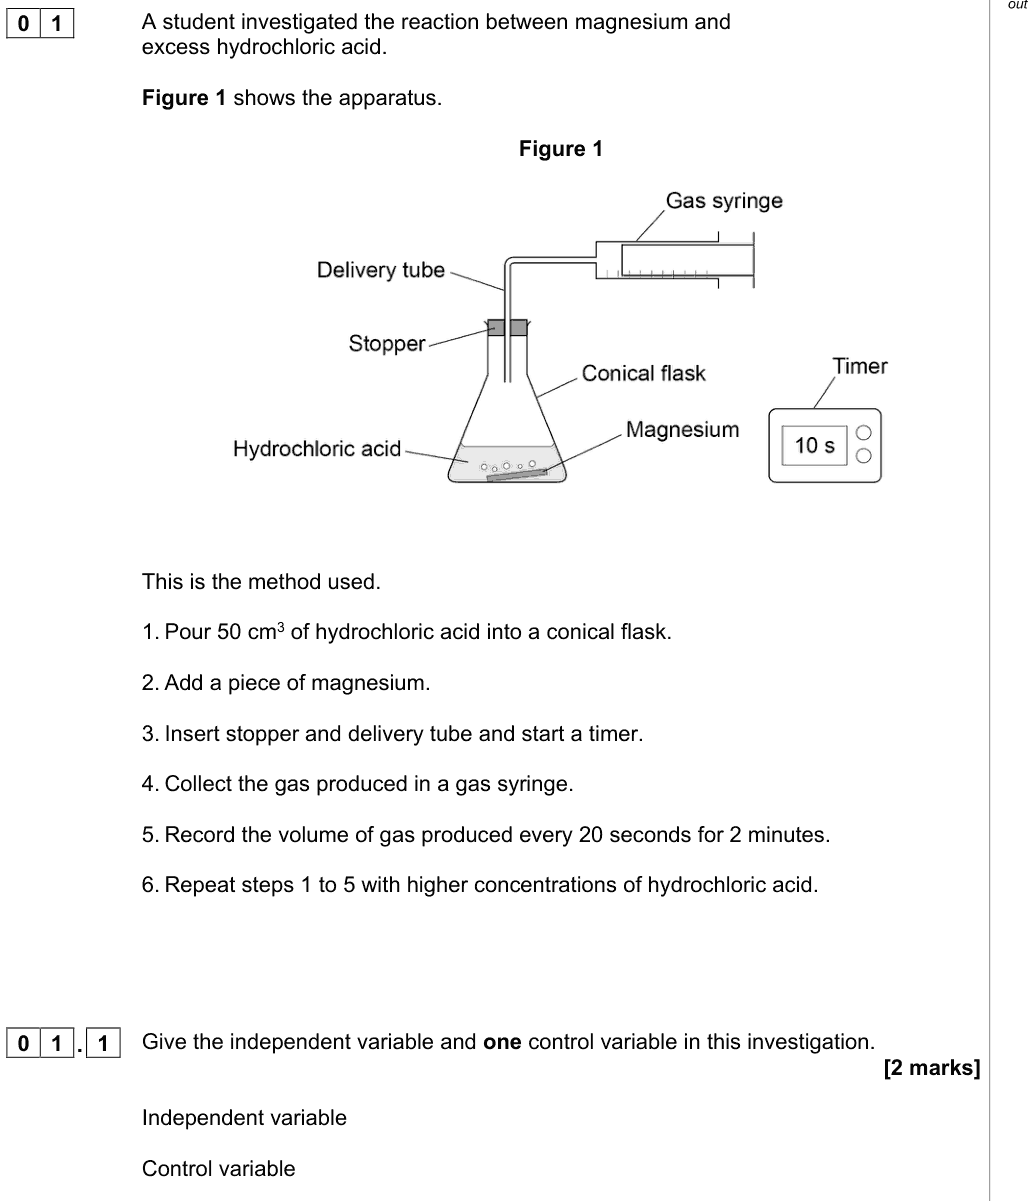 out
0 1 A student investigated the reaction between magnesium and
excess hydrochloric acid.
Figure 1 shows the apparatus.
Figure 1
Gas syringe
Delivery tube
Stopper
Conical flask
Timer
Magnesium
Hydrochloric acid
10 s
This is the method used.
1. Pour 50 cm³ of hydrochloric acid into a conical flask.
2. Add a piece of magnesium.
3. Insert stopper and delivery tube and start a timer.
4. Collect the gas produced in a gas syringe.
5. Record the volume of gas produced every 20 seconds for 2 minutes.
6. Repeat steps 1 to 5 with higher concentrations of hydrochloric acid.
0 1 . 1 Give the independent variable and one control variable in this investigation.
[2 marks]
Independent variable
Control variable